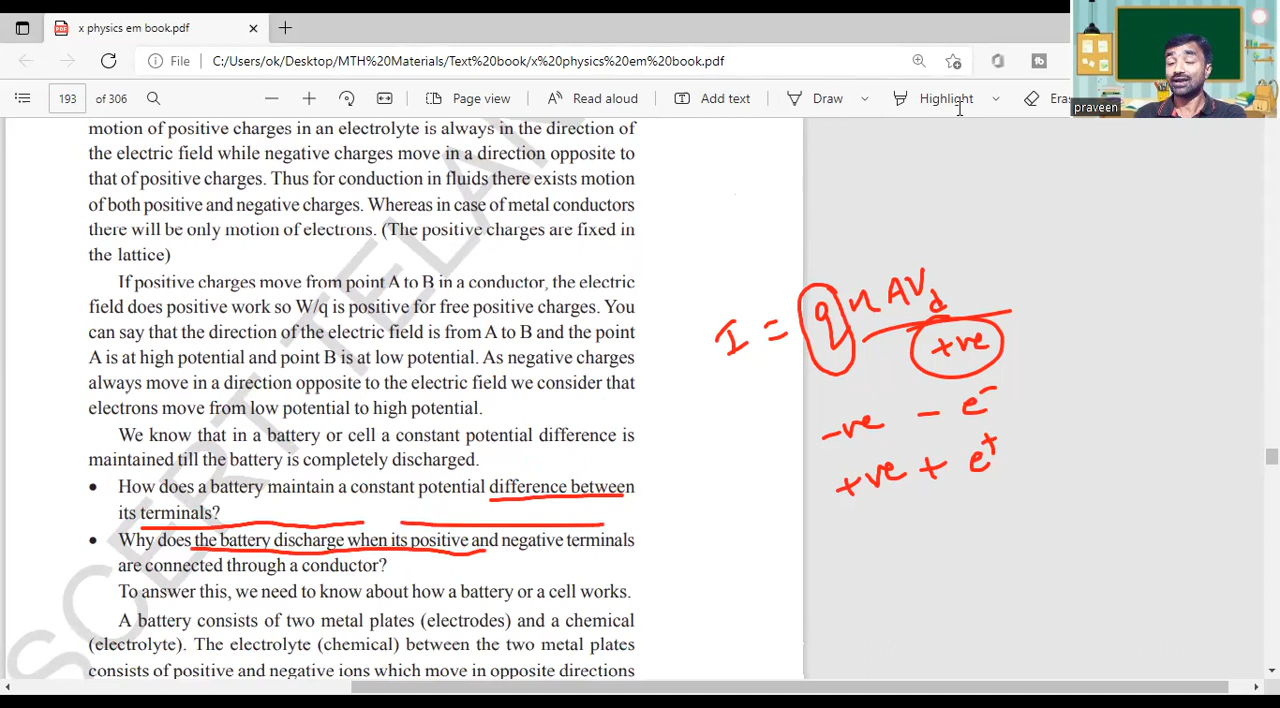 x physics em book.pdf
File C:/Users/ok/Desktop/MTH%20Materials/Text%20book/x%20physics%20em%20book.pdf
193 of 306 Page view Read aloud Add text Draw Highlight Eras
praveen
motion of positive charges in an electrolyte is always in the direction of
the electric field while negative charges move in a direction opposite to
that of positive charges. Thus for conduction in fluids there exists motion
of both positive and negative charges. Whereas in case of metal conductors
there will be only motion of electrons. (The positive charges are fixed in
the lattice)
If positive charges move from point A to B in a conductor, the electric
field does positive work so W/q is positive for free positive charges. You
can say that the direction of the electric field is from A to B and the point
A is at high potential and point B is at low potential. As negative charges
always move in a direction opposite to the electric field we consider that
electrons move from low potential to high potential.
We know that in a battery or cell a constant potential difference is
maintained till the battery is completely discharged.
• How does a battery maintain a constant potential difference between
its terminals?
• Why does the battery discharge when its positive and negative terminals
are connected through a conductor?
To answer this, we need to know about how a battery or a cell works.
A battery consists of two metal plates (electrodes) and a chemical
(electrolyte). The electrolyte (chemical) between the two metal plates
consists of positive and negative ions which move in opposite directions
SCERT TELAN
I = q n A Vd
+ve
-ve - e-
+ve + e+